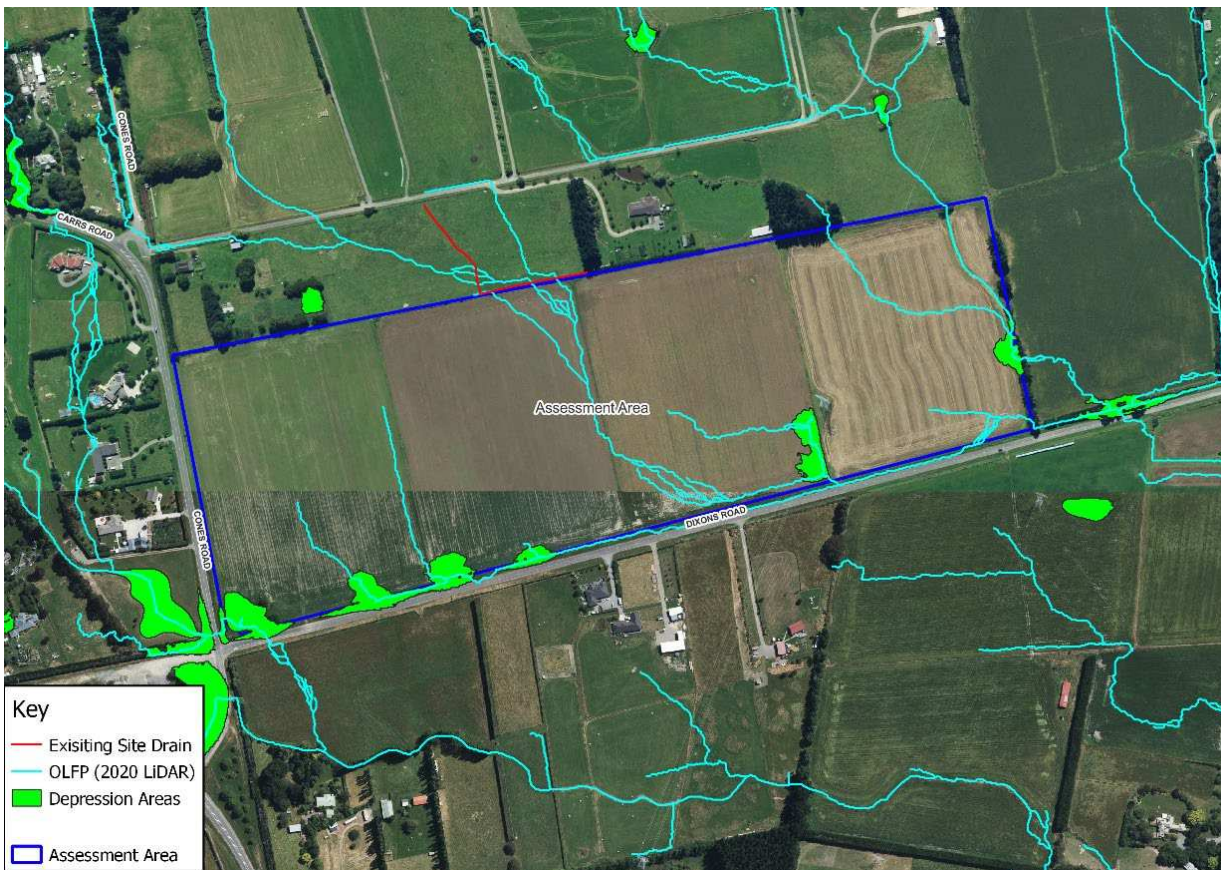 CONES ROAD
CARRS ROAD
Assessment Area
CONES ROAD
DIXONS ROAD
Key
Exisiting Site Drain
OLFP (2020 LiDAR)
Depression Areas
Assessment Area